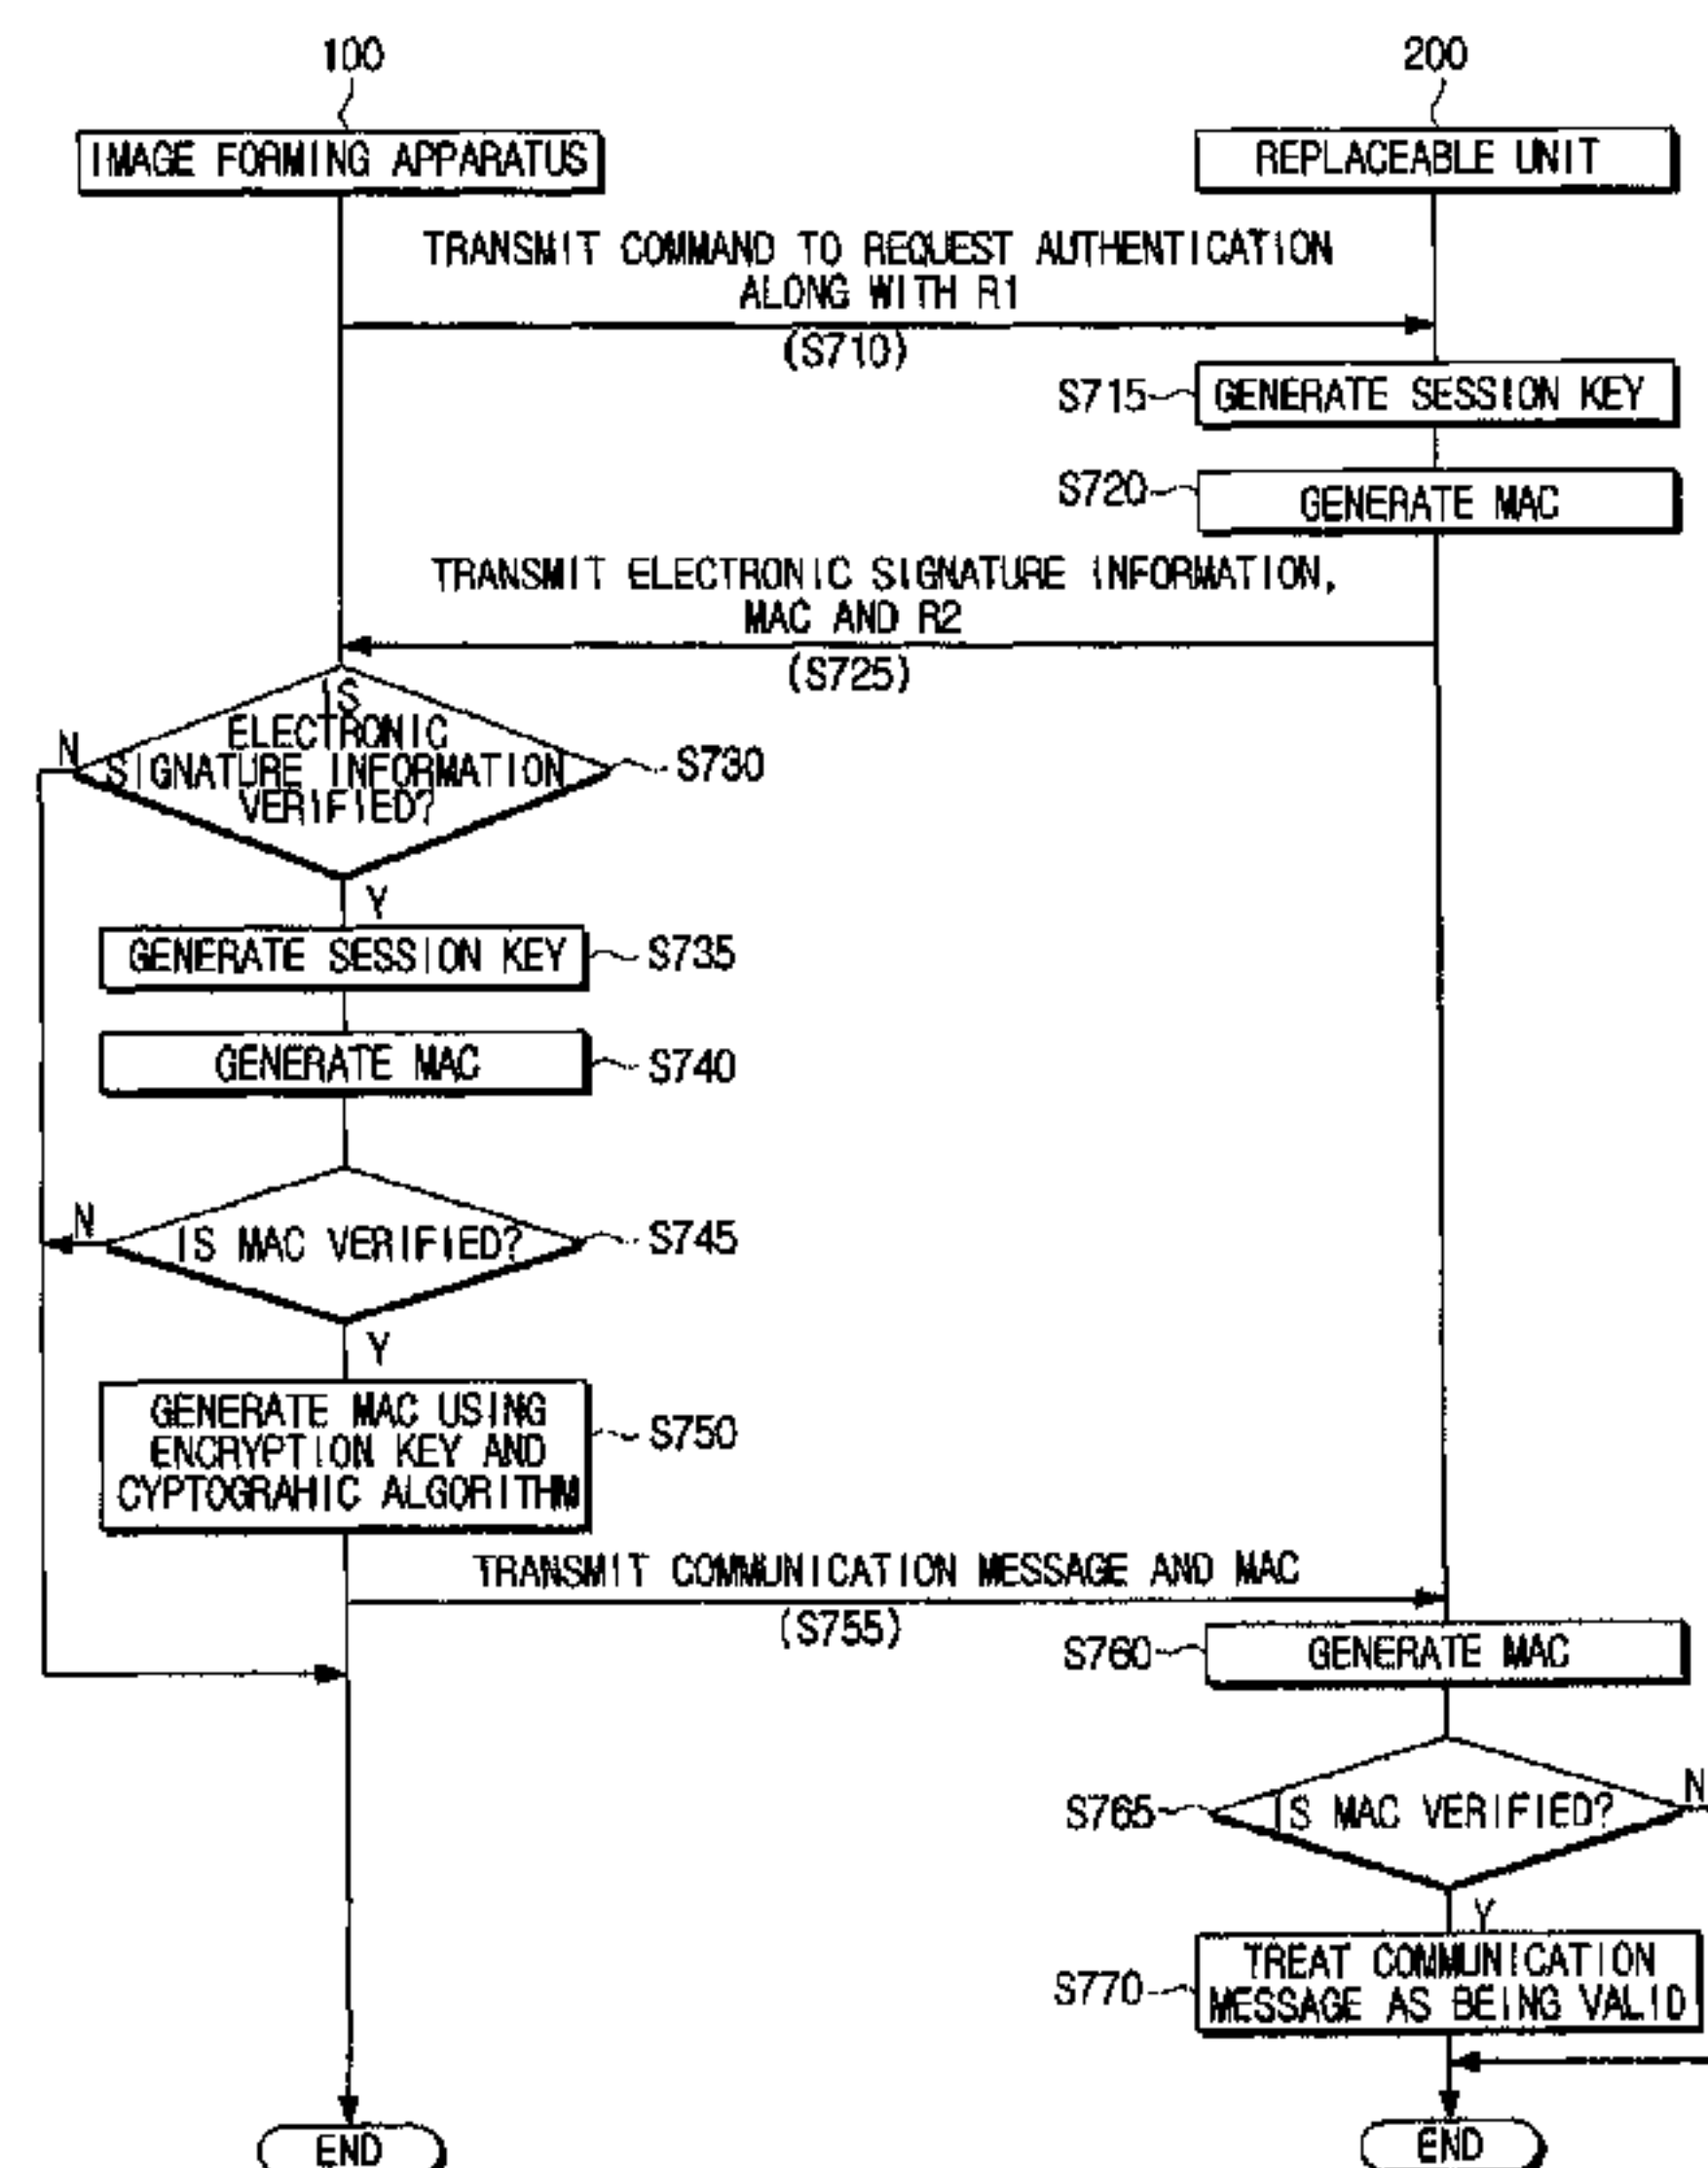 100
200
IMAGE FORMING APPARATUS
REPLACEABLE UNIT
TRANSMIT COMMAND TO REQUEST AUTHENTICATION
ALONG WITH R1
(S710)
S715
GENERATE SESSION KEY
S720
GENERATE MAC
TRANSMIT ELECTRONIC SIGNATURE INFORMATION,
MAC AND R2
(S725)
IS
ELECTRONIC
SIGNATURE INFORMATION
VERIFIED?
N
S730
Y
GENERATE SESSION KEY
S735
GENERATE MAC
S740
N
IS MAC VERIFIED?
S745
Y
GENERATE MAC USING
ENCRYPTION KEY AND
CYPTOGRAHIC ALGORITHM
S750
TRANSMIT COMMUNICATION MESSAGE AND MAC
(S755)
S760
GENERATE MAC
S765
IS MAC VERIFIED?
N
Y
S770
TREAT COMMUNICATION
MESSAGE AS BEING VALID
END
END